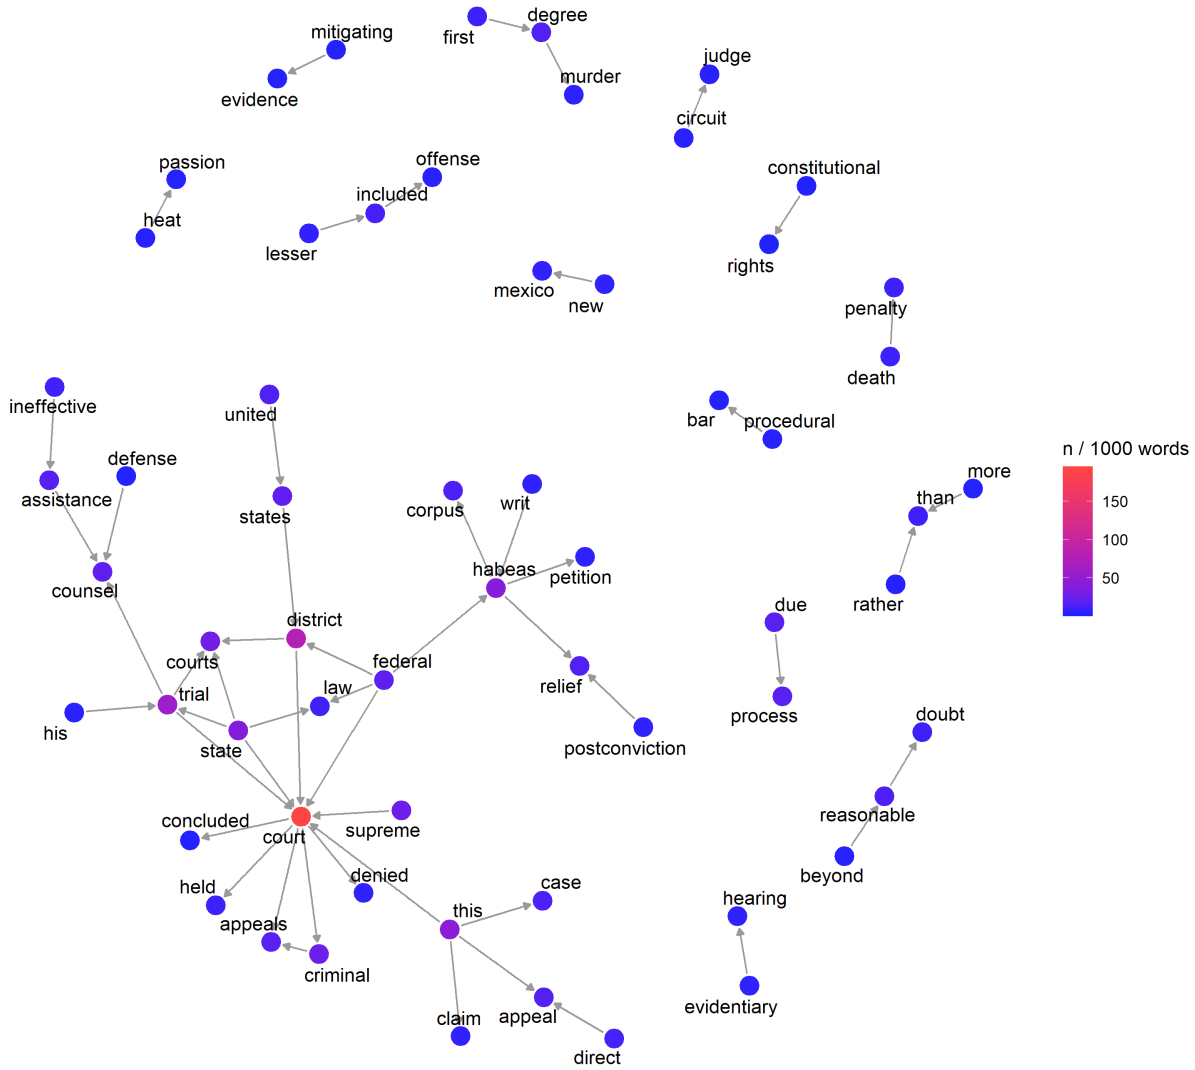 degree
mitigating
first
judge
murder
evidence
circuit
offense
passion
constitutional
included
heat
lesser
rights
mexico
new
penalty
death
ineffective
united
bar
procedural
n / 1000 words
defense
more
assistance
corpus
writ
than
150
states
100
habeas
petition
50
counsel
rather
due
district
courts
federal
relief
trial
law
process
doubt
his
state
postconviction
reasonable
concluded
court
supreme
beyond
denied
case
held
hearing
this
appeals
criminal
evidentiary
claim
appeal
direct